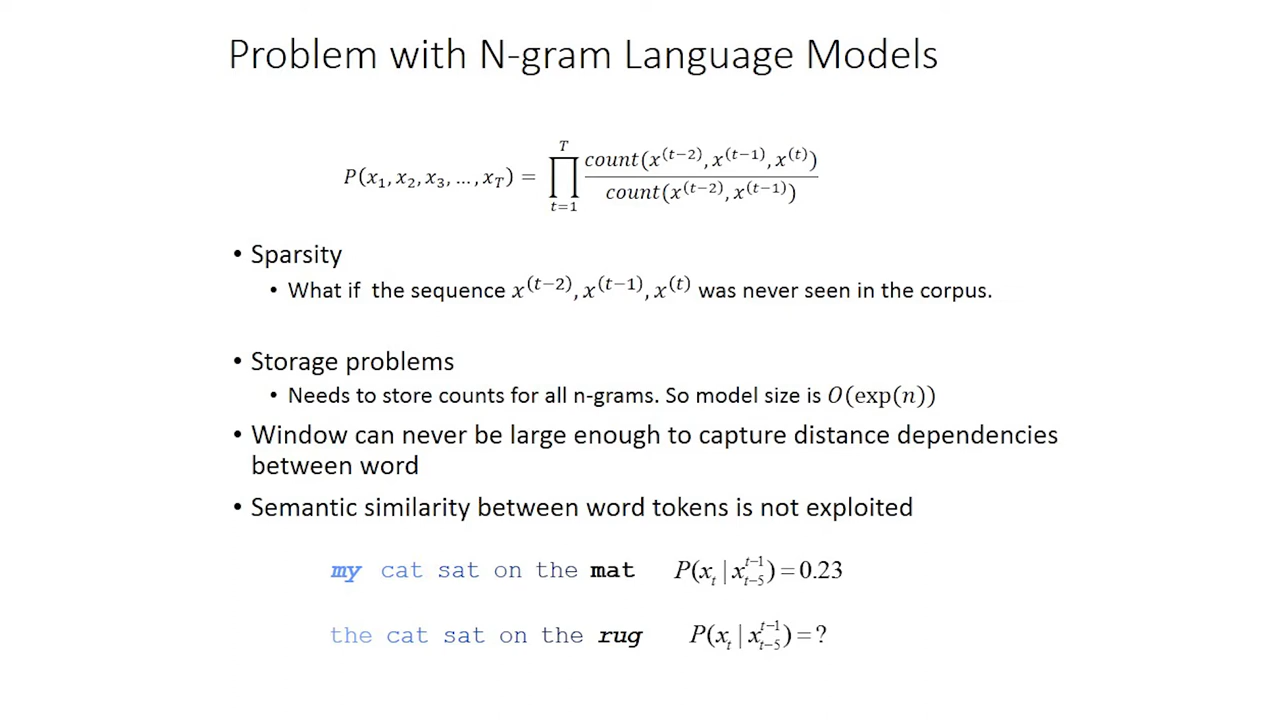 Problem with N-gram Language Models
P(x₁, x₂, x₃, …, x_T) = ∏_{t=1}^{T} count(x^{(t−2)}, x^{(t−1)}, x^{(t)}) / count(x^{(t−2)}, x^{(t−1)})
• Sparsity
• What if the sequence x^{(t−2)}, x^{(t−1)}, x^{(t)} was never seen in the corpus.
• Storage problems
• Needs to store counts for all n-grams. So model size is O(exp(n))
• Window can never be large enough to capture distance dependencies
between word
• Semantic similarity between word tokens is not exploited
my cat sat on the mat P(x_t | x_{t−5}^{t−1}) = 0.23
the cat sat on the rug P(x_t | x_{t−5}^{t−1}) = ?